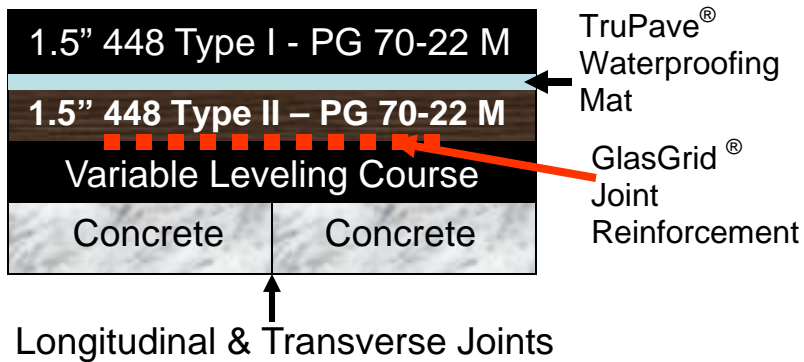 1.5” 448 Type I - PG 70-22 M
TruPave®
Waterproofing
Mat
1.5” 448 Type II – PG 70-22 M
GlasGrid ®
Joint
Reinforcement
Variable Leveling Course
Concrete
Concrete
Longitudinal & Transverse Joints